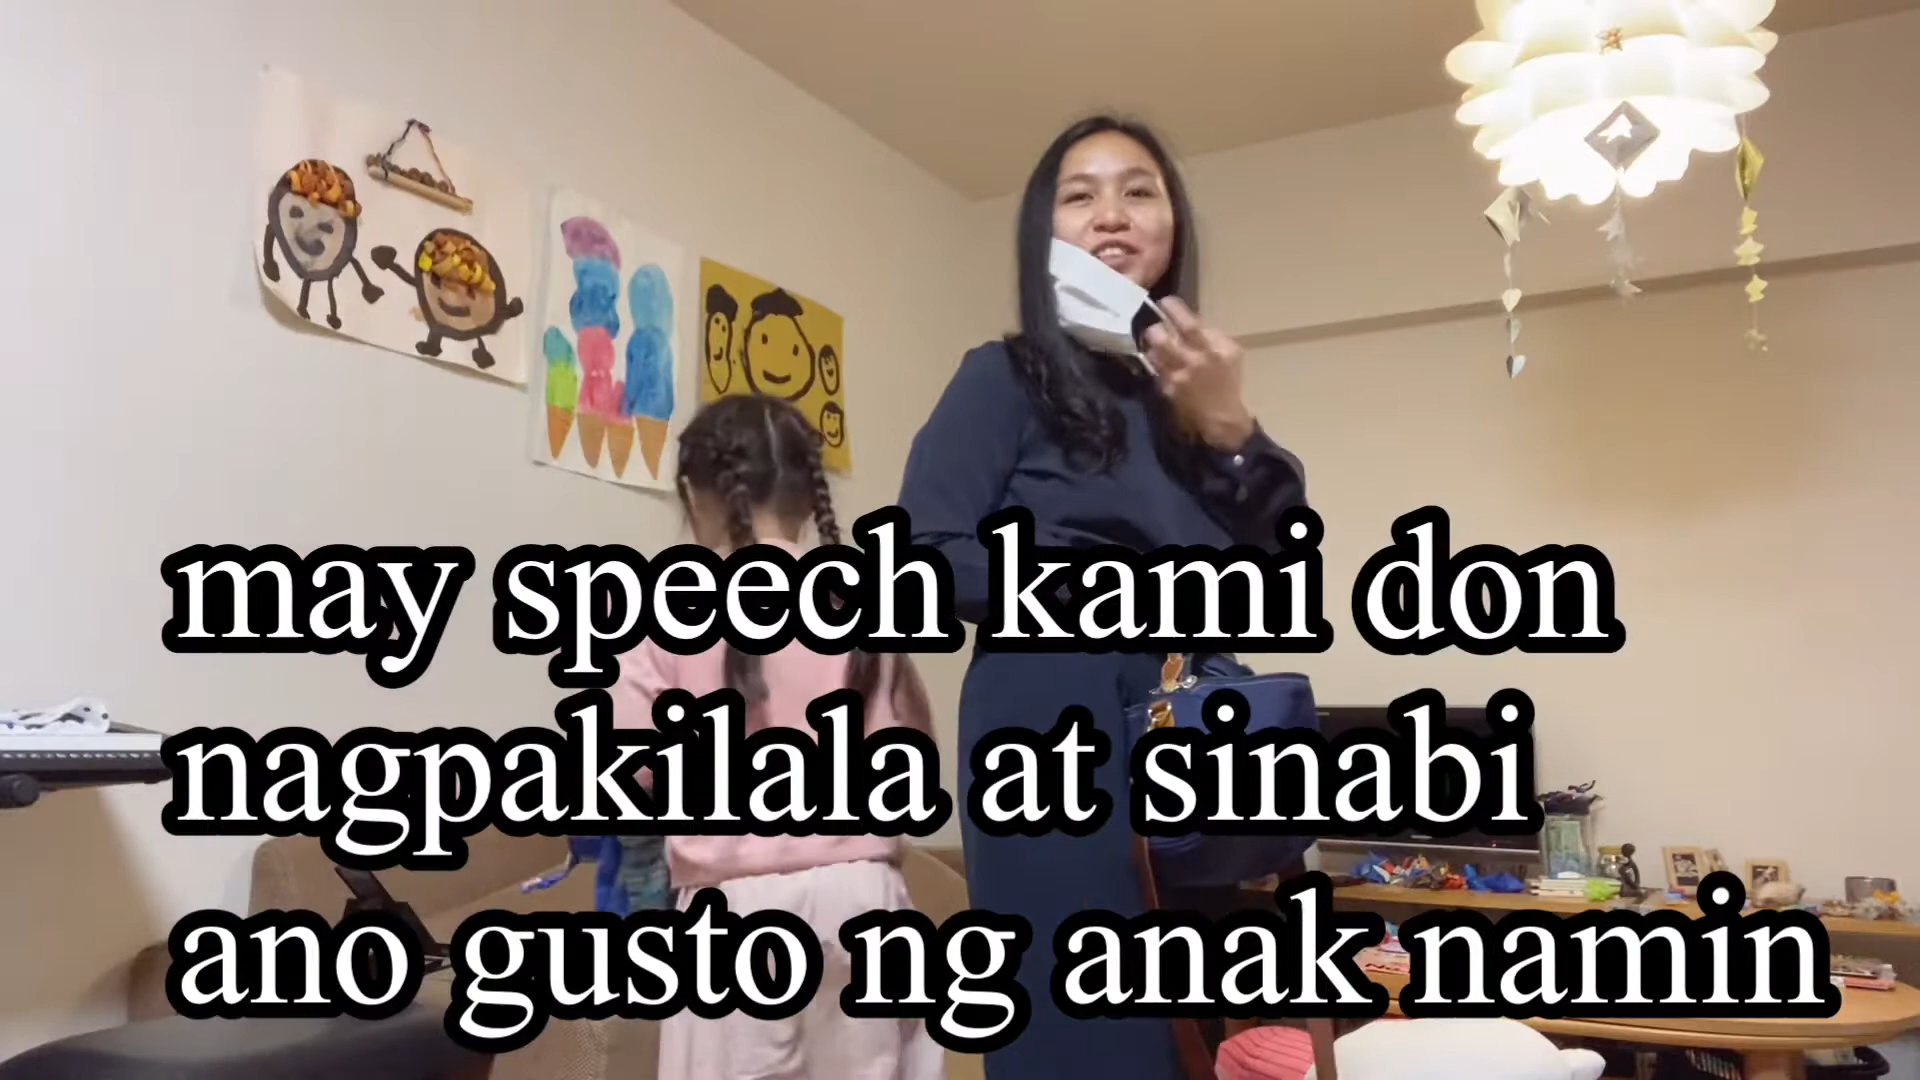 may speech kami don
nagpakilala at sinabi
ano gusto ng anak namin